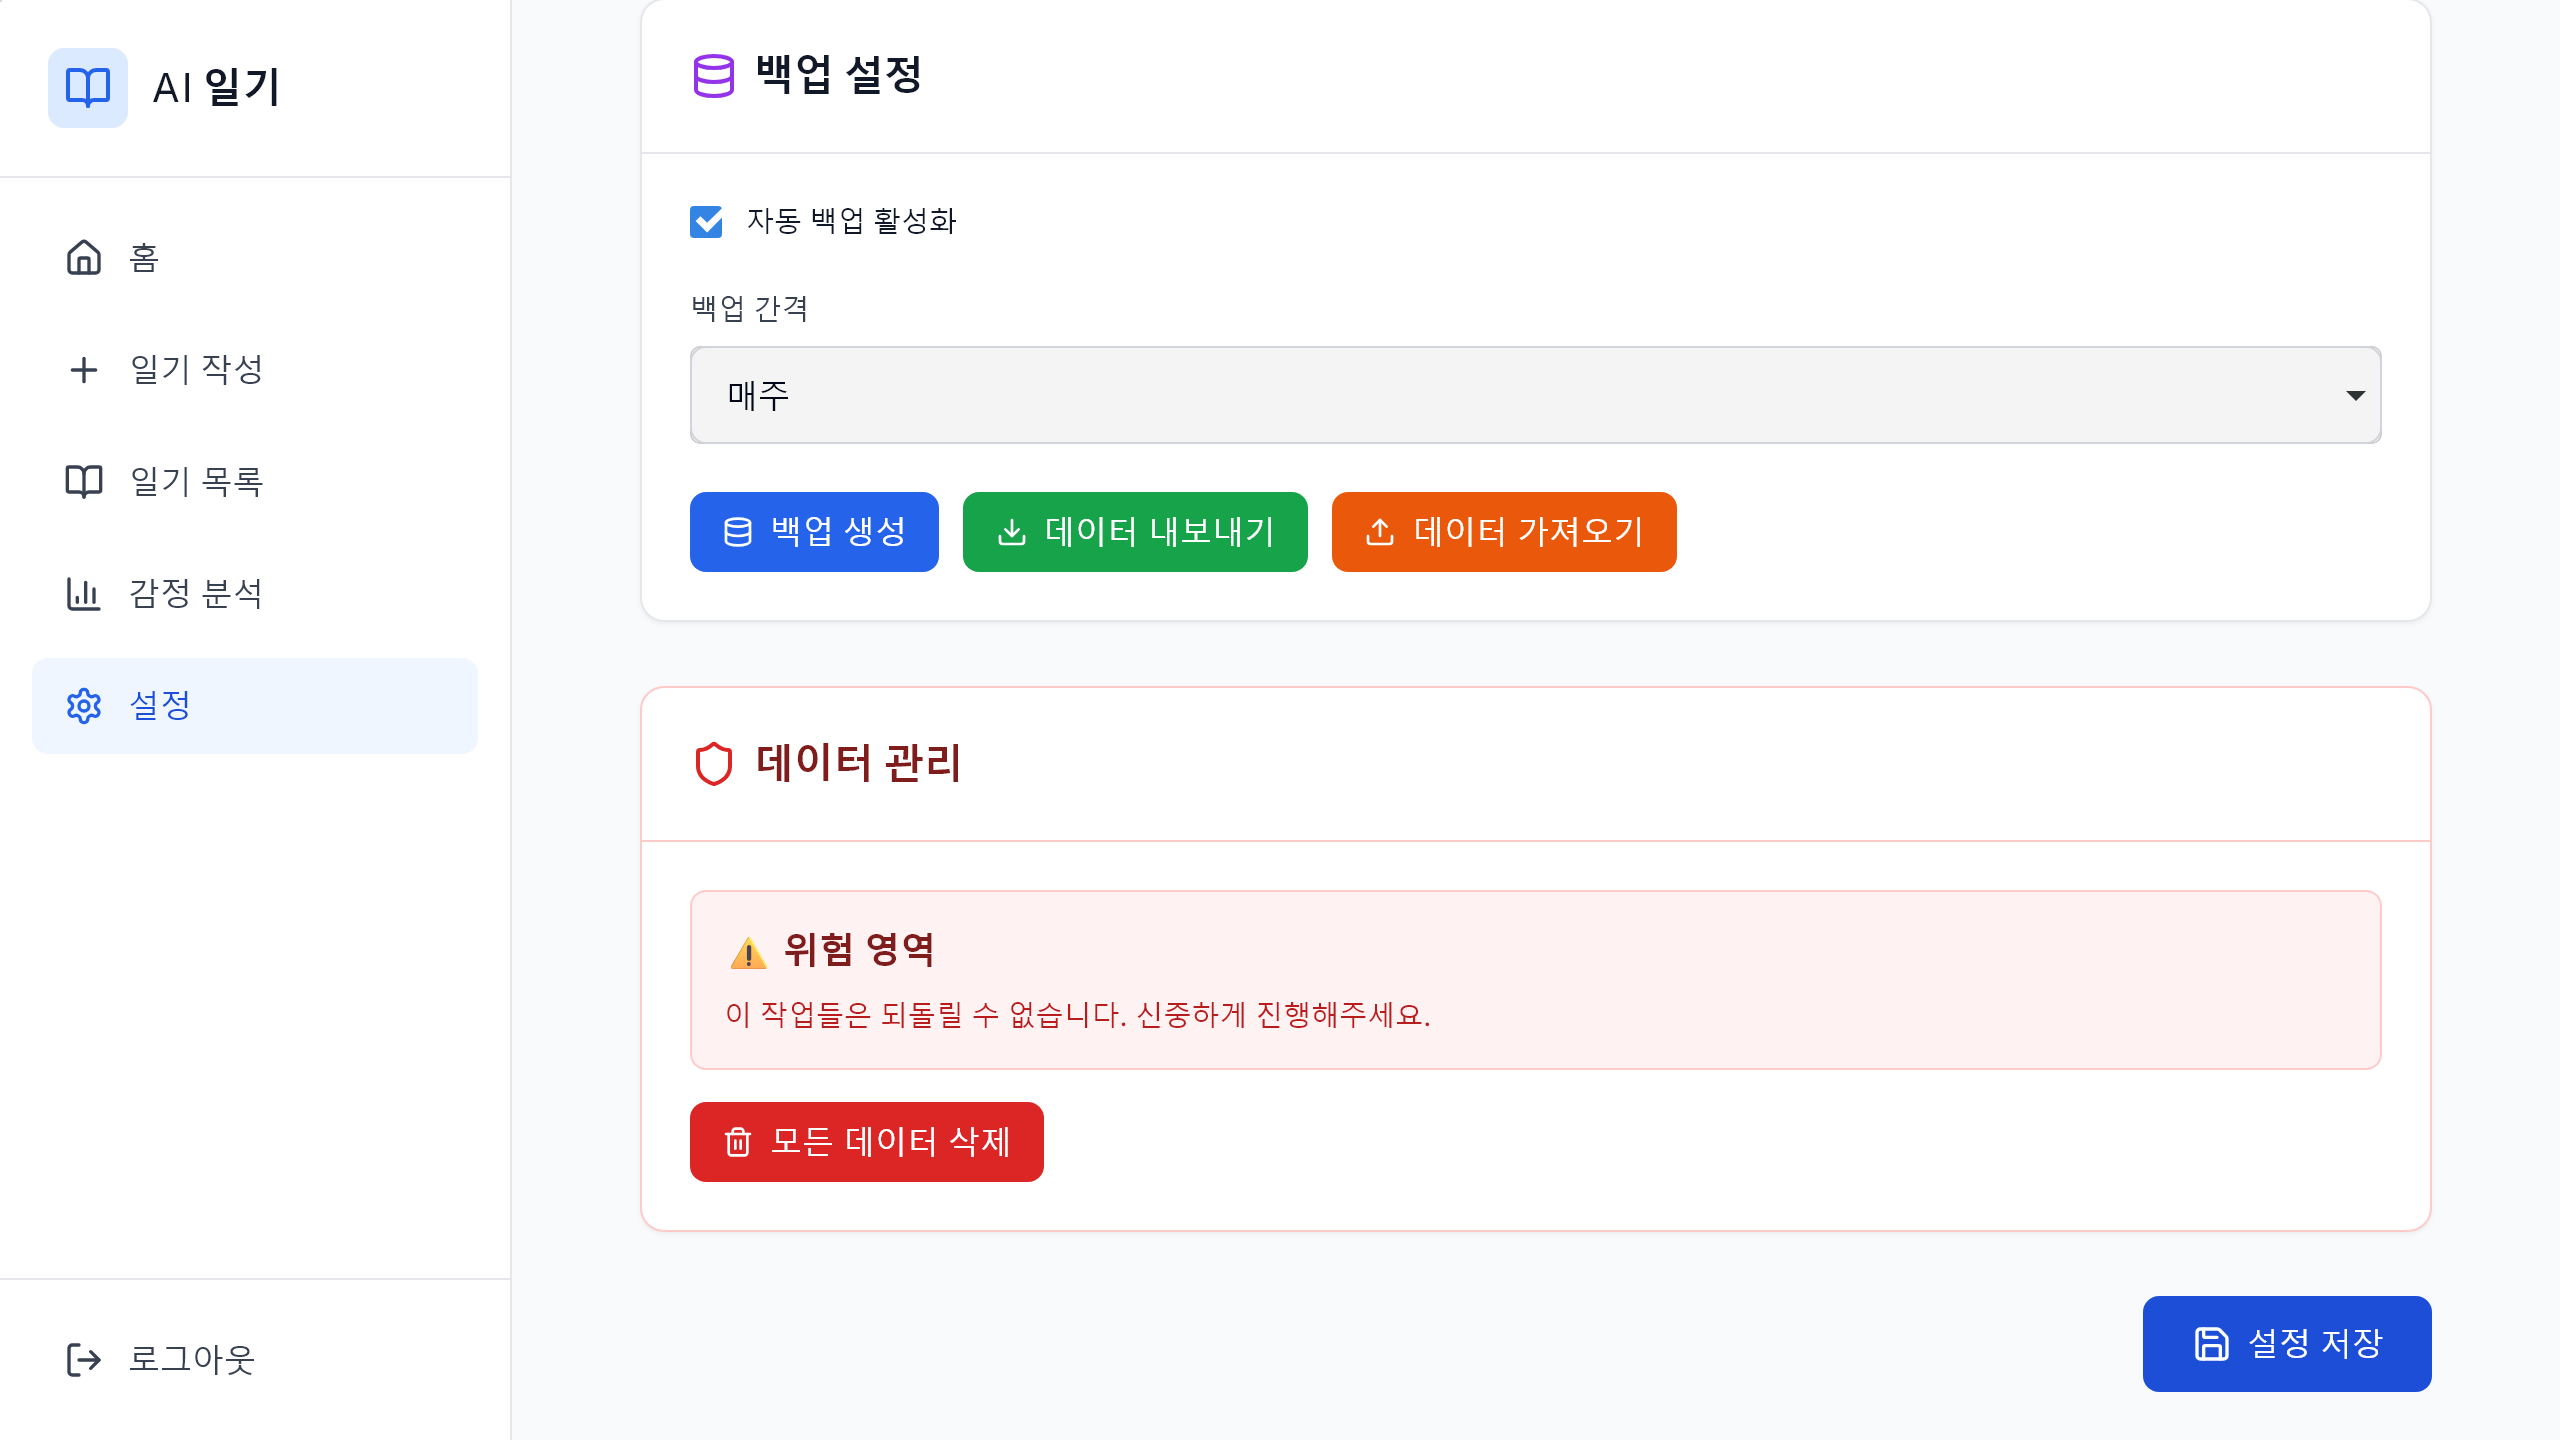 AI 일기
홈
일기 작성
일기 목록
감정 분석
설정
로그아웃
백업 설정
자동 백업 활성화
백업 간격
매주
백업 생성
데이터 내보내기
데이터 가져오기
데이터 관리
⚠️ 위험 영역
이 작업들은 되돌릴 수 없습니다. 신중하게 진행해주세요.
모든 데이터 삭제
설정 저장